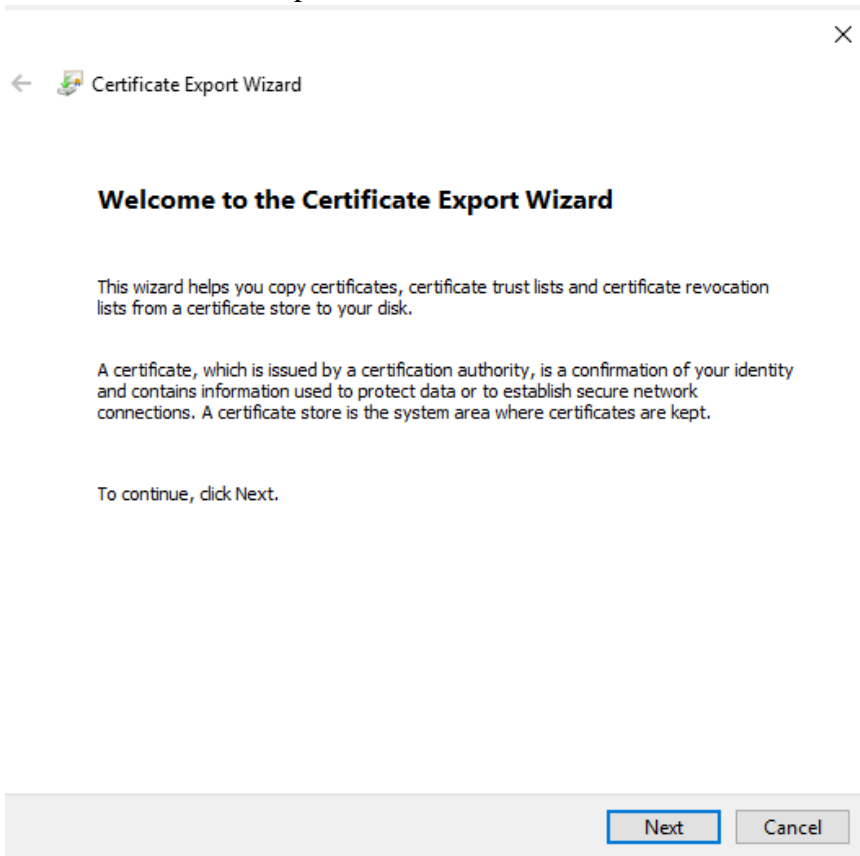 Certificate Export Wizard
Welcome to the Certificate Export Wizard
This wizard helps you copy certificates, certificate trust lists and certificate revocation
lists from a certificate store to your disk.
A certificate, which is issued by a certification authority, is a confirmation of your identity
and contains information used to protect data or to establish secure network
connections. A certificate store is the system area where certificates are kept.
To continue, click Next.
Next Cancel